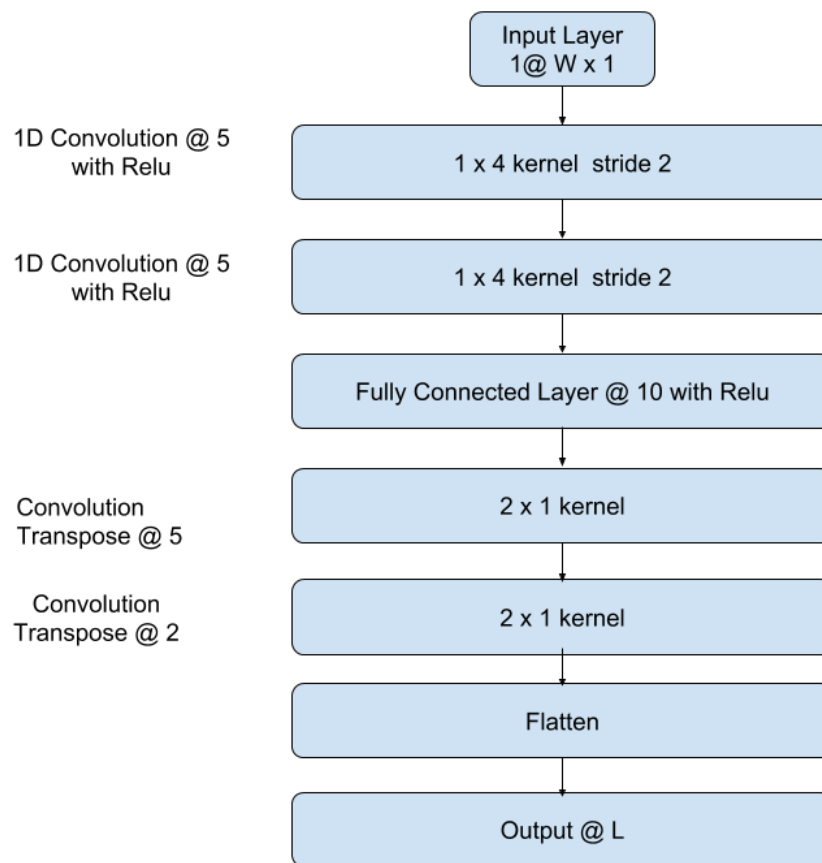 Input Layer
1@ W x 1
1D Convolution @ 5
with Relu
1 x 4 kernel  stride 2
1D Convolution @ 5
with Relu
1 x 4 kernel  stride 2
Fully Connected Layer @ 10 with Relu
Convolution
Transpose @ 5
2 x 1 kernel
Convolution
Transpose @ 2
2 x 1 kernel
Flatten
Output @ L